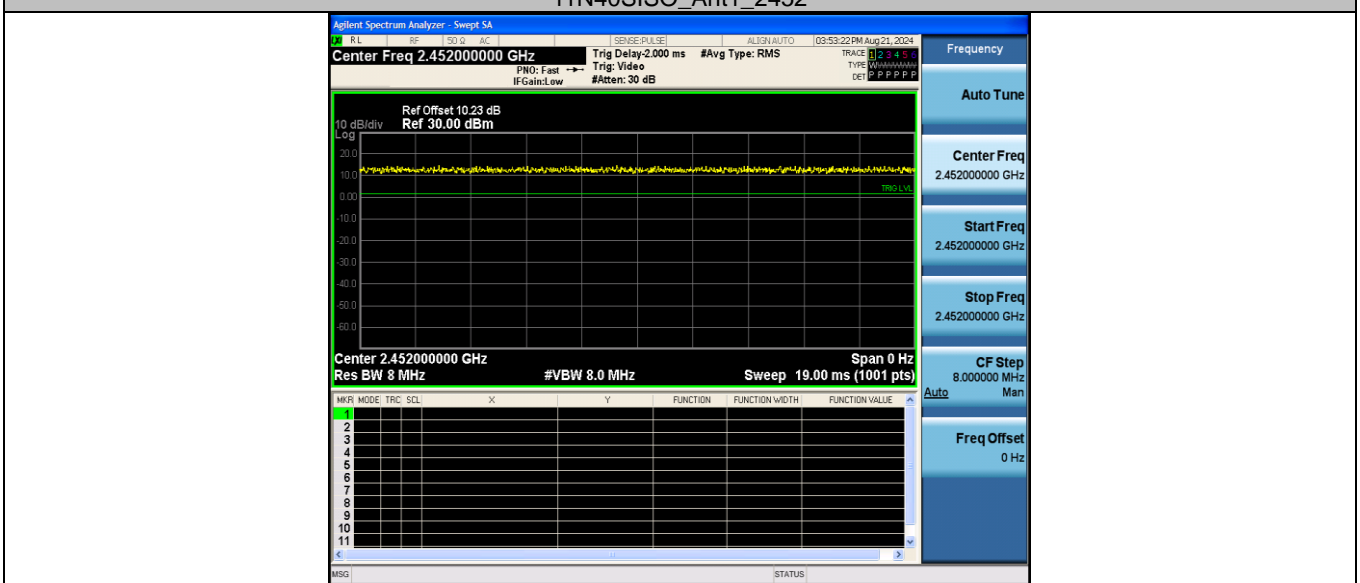 11N40SISO_Ant1_2452
Agilent Spectrum Analyzer - Swept SA
RL RF 50 Ω AC SENSE:PULSE ALIGN AUTO 03:53:22 PM Aug 21, 2024
Center Freq 2.452000000 GHz
PNO: Fast
IFGain:Low
Trig Delay-2.000 ms
Trig: Video
#Atten: 30 dB
#Avg Type: RMS
TRACE 1 2 3 4 5 6
TYPE
DET P P P P P P
Ref Offset 10.23 dB
10 dB/div Ref 30.00 dBm
Log
20.0
10.0
TRIG LVL
0.00
-10.0
-20.0
-30.0
-40.0
-50.0
-60.0
Center 2.452000000 GHz Span 0 Hz
Res BW 8 MHz #VBW 8.0 MHz Sweep 19.00 ms (1001 pts)
MKR MODE TRC SCL X Y FUNCTION FUNCTION WIDTH FUNCTION VALUE
1
2
3
4
5
6
7
8
9
10
11
MSG STATUS
Frequency
Auto Tune
Center Freq
2.452000000 GHz
Start Freq
2.452000000 GHz
Stop Freq
2.452000000 GHz
CF Step
8.000000 MHz
Auto Man
Freq Offset
0 Hz